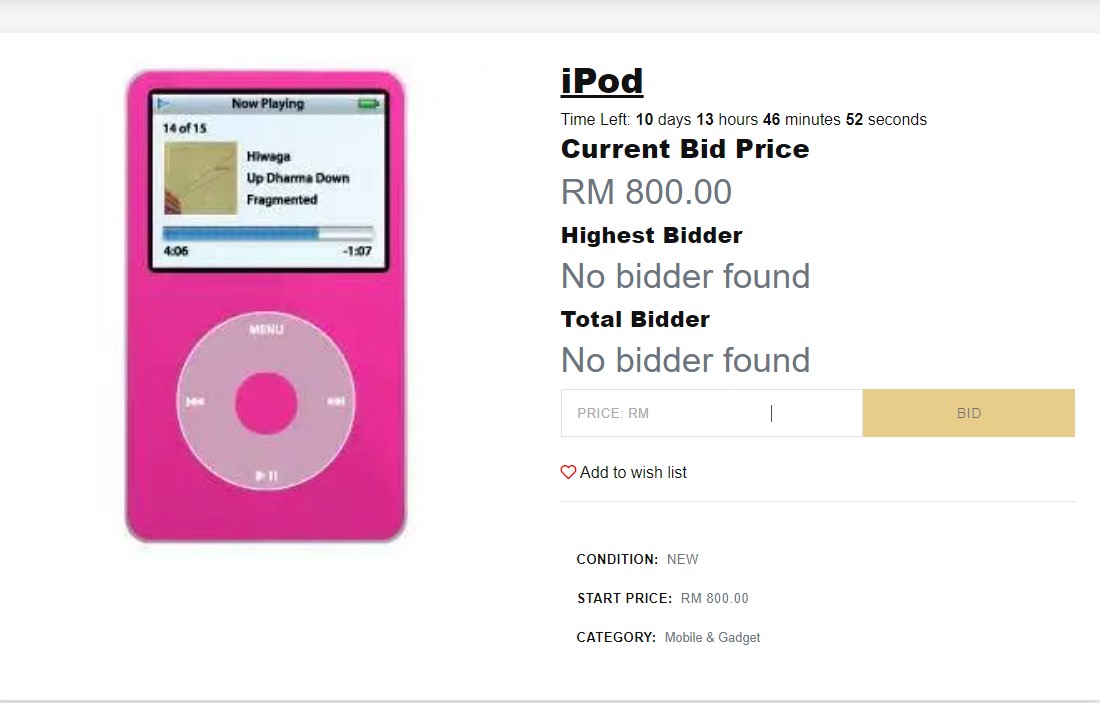 Now Playing
14 of 15
Hiwaga
Up Dharma Down
Fragmented
4:06 -1:07
MENU
iPod
Time Left: 10 days 13 hours 46 minutes 52 seconds
Current Bid Price
RM 800.00
Highest Bidder
No bidder found
Total Bidder
No bidder found
PRICE: RM BID
Add to wish list
CONDITION: NEW
START PRICE: RM 800.00
CATEGORY: Mobile & Gadget